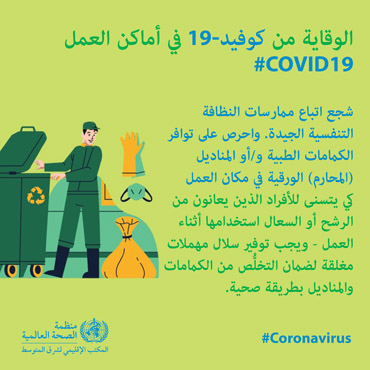 الوقاية من كوفيد-19 في أماكن العمل
#COVID19
شجع اتباع ممارسات النظافة
التنفسية الجيدة. واحرص على توافر
الكمامات الطبية و/أو المناديل
(المحارم) الورقية في مكان العمل
كي يتسنى للأفراد الذين يعانون من
الرشح أو السعال استخدامها أثناء
العمل - ويجب توفير سلال مهملات
مغلقة لضمان التخلُّص من الكمامات
والمناديل بطريقة صحية.
منظمة
الصحة العالمية
المكتب الإقليمي لشرق المتوسط
#Coronavirus